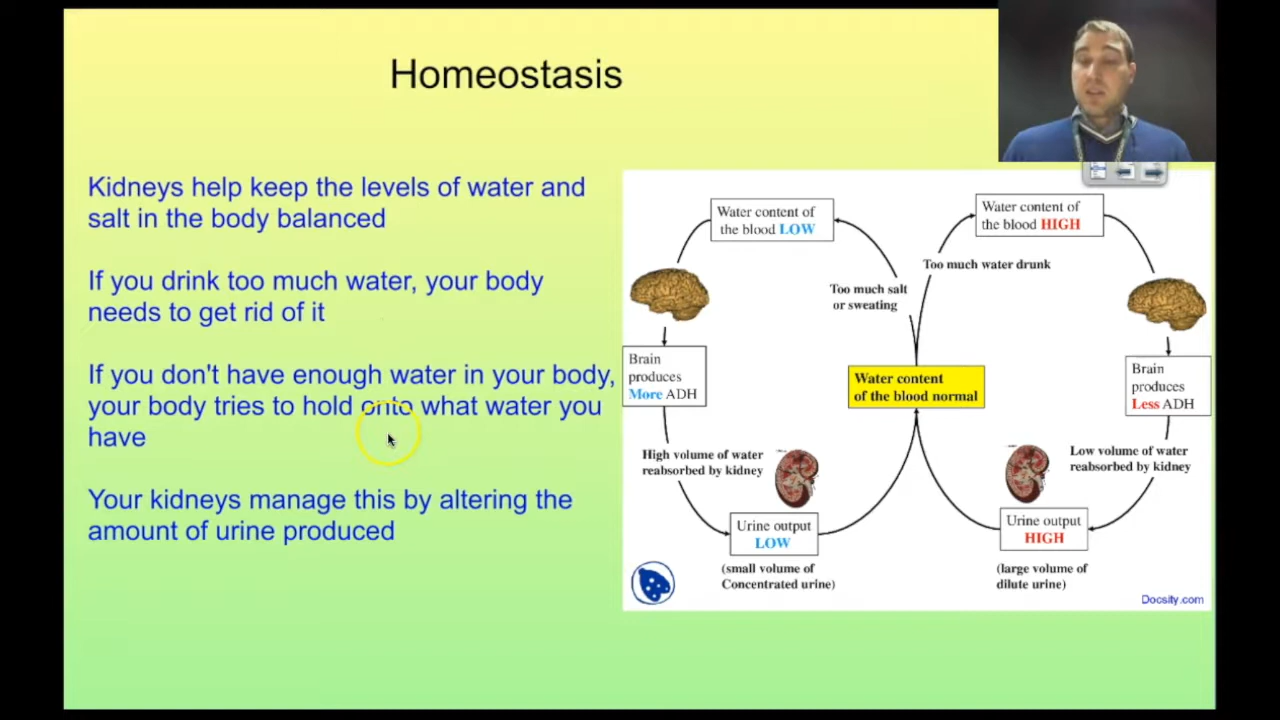 Homeostasis
Kidneys help keep the levels of water and
salt in the body balanced
If you drink too much water, your body
needs to get rid of it
If you don't have enough water in your body,
your body tries to hold onto what water you
have
Your kidneys manage this by altering the
amount of urine produced
Water content of
the blood LOW
Water content of
the blood HIGH
Too much water drunk
Too much salt
or sweating
Brain
produces
More ADH
Water content
of the blood normal
Brain
produces
Less ADH
High volume of water
reabsorbed by kidney
Low volume of water
reabsorbed by kidney
Urine output
LOW
Urine output
HIGH
(small volume of
Concentrated urine)
(large volume of
dilute urine)
Docsity.com